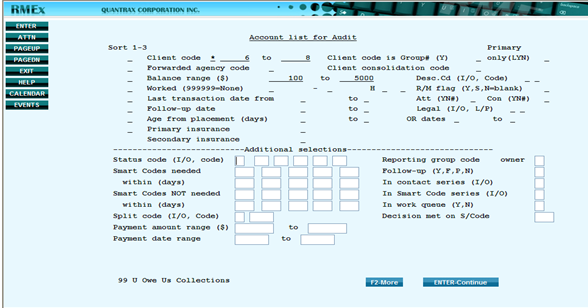 RMEx QUANTRAX CORPORATION INC.
ENTER
ATTN
PAGEUP
PAGEDN
EXIT
HELP
CALENDAR
EVENTS
Account list for Audit
Sort 1-3 Primary
Client code * 6 to 8 Client code is Group# (Y) only(LYN)
Forwarded agency code Client consolidation code
Balance range ($) 100 to 5000 Desc.Cd (I/O, Code)
Worked (999999=None) - H R/M flag (Y,S,N=blank)
Last transaction date from to Att (YN#) Con (YN#)
Follow-up date to Legal (I/O, L/P)
Age from placement (days) to OR dates to
Primary insurance
Secondary insurance
Additional selections
Status code (I/O, code) Reporting group code owner
Smart Codes needed Follow-up (Y,F,P,N)
within (days) In contact series (I/O)
Smart Codes NOT needed In Smart Code series (I/O)
within (days) In work queue (Y,N)
Split code (I/O, Code) Decision met on S/Code
Payment amount range ($) to
Payment date range to
99 U Owe Us Collections F2-More ENTER-Continue